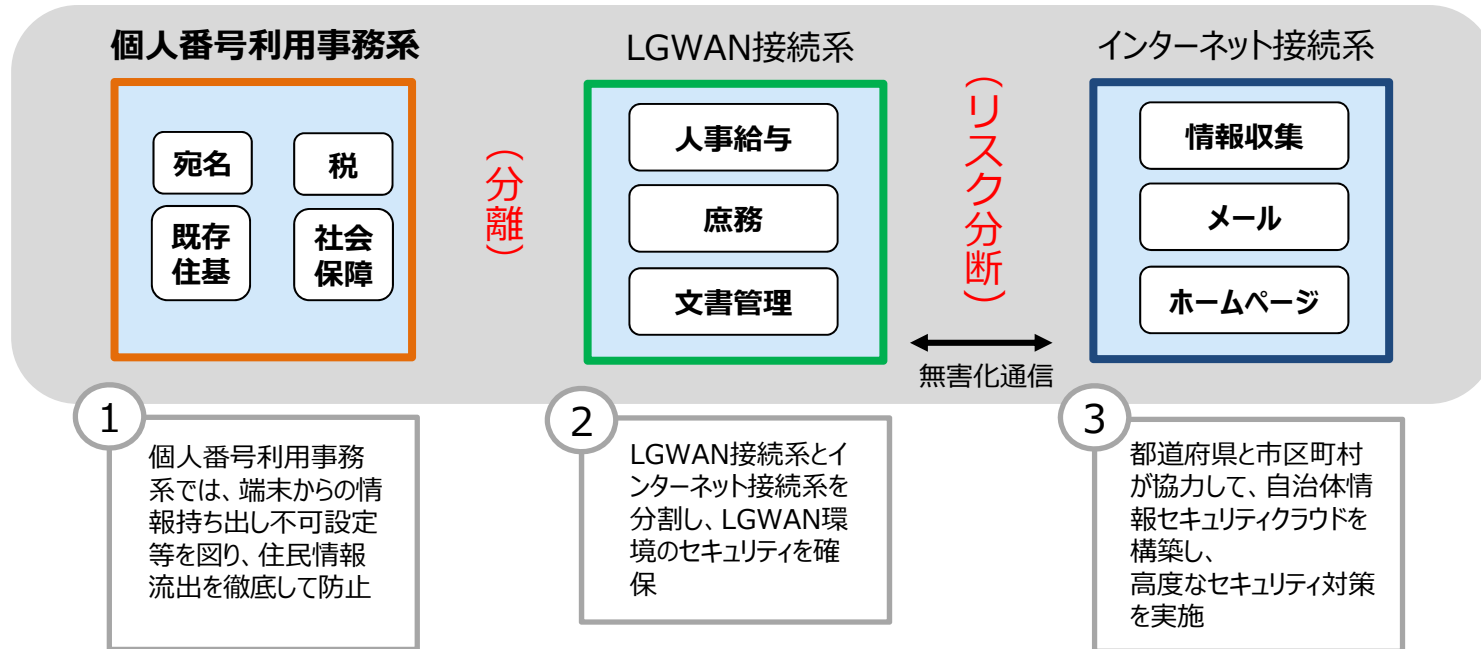 個人番号利用事務系
宛名
税
既存
住基
社会
保障
（分離）
LGWAN接続系
人事給与
庶務
文書管理
（リスク分断）
無害化通信
インターネット接続系
情報収集
メール
ホームページ
1
個人番号利用事務
系では、端末からの情
報持ち出し不可設定
等を図り、住民情報
流出を徹底して防止
2
LGWAN接続系とイ
ンターネット接続系を
分割し、LGWAN環
境のセキュリティを確
保
3
都道府県と市区町村
が協力して、自治体情
報セキュリティクラウドを
構築し、
高度なセキュリティ対策
を実施